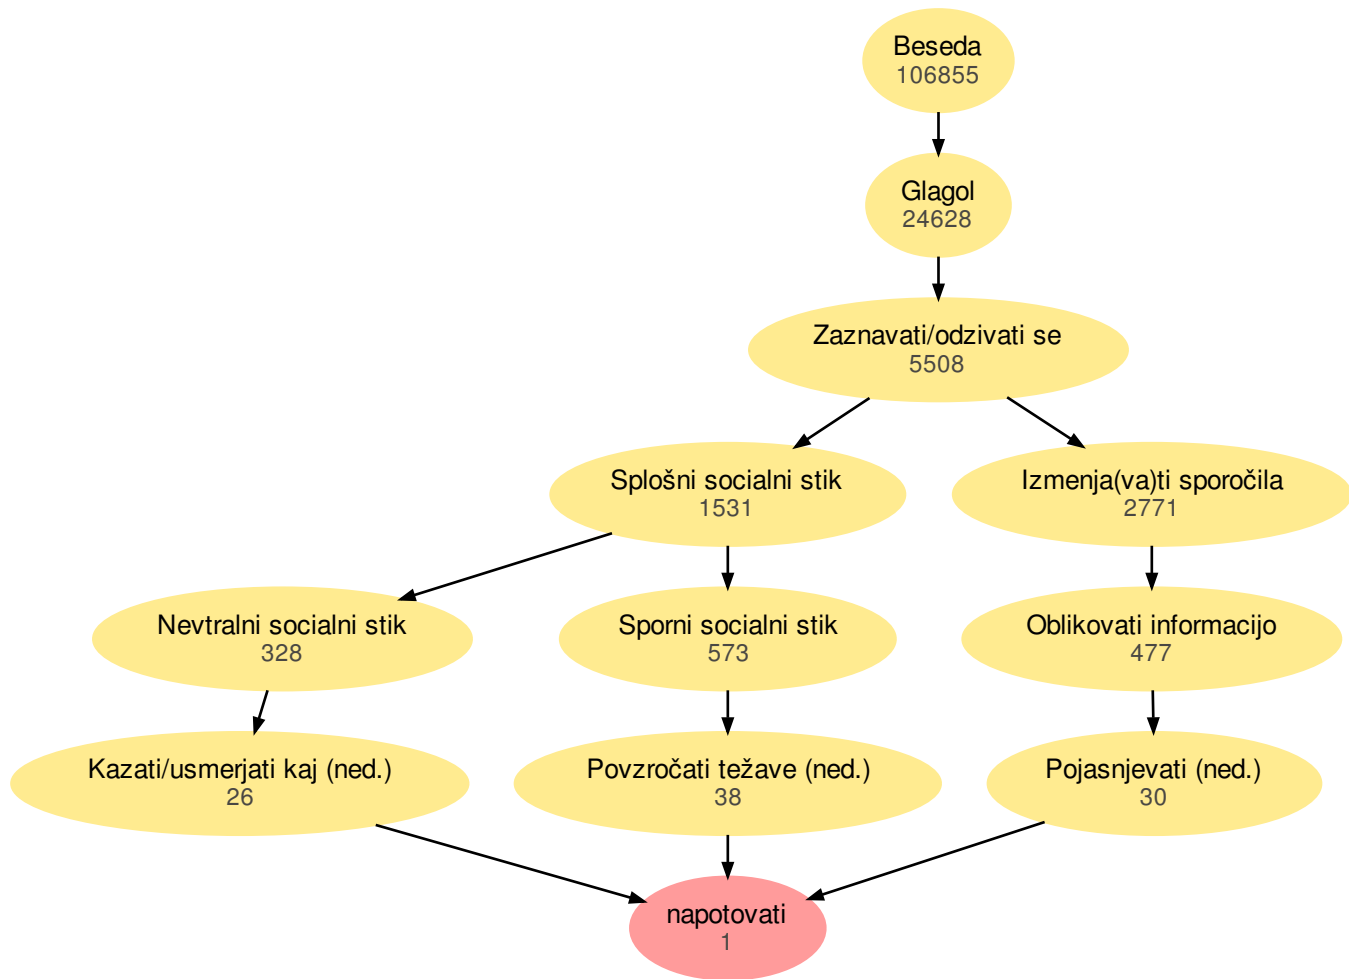 Beseda
106855
Glagol
24628
Zaznavati/odzivati se
5508
Splošni socialni stik
1531
Izmenja(va)ti sporočila
2771
Nevtralni socialni stik
328
Sporni socialni stik
573
Oblikovati informacijo
477
Kazati/usmerjati kaj (ned.)
26
Povzročati težave (ned.)
38
Pojasnjevati (ned.)
30
napotovati
1